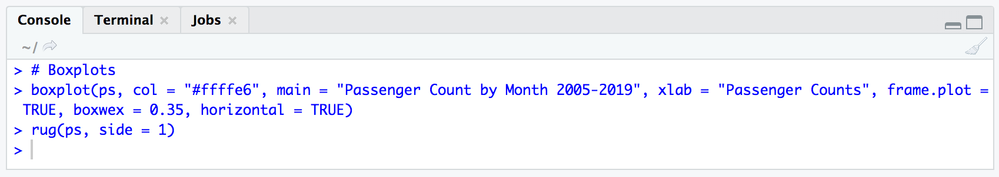 Console Terminal Jobs
~/
> # Boxplots
> boxplot(ps, col = "#ffffe6", main = "Passenger Count by Month 2005-2019", xlab = "Passenger Counts", frame.plot =
TRUE, boxwex = 0.35, horizontal = TRUE)
> rug(ps, side = 1)
>